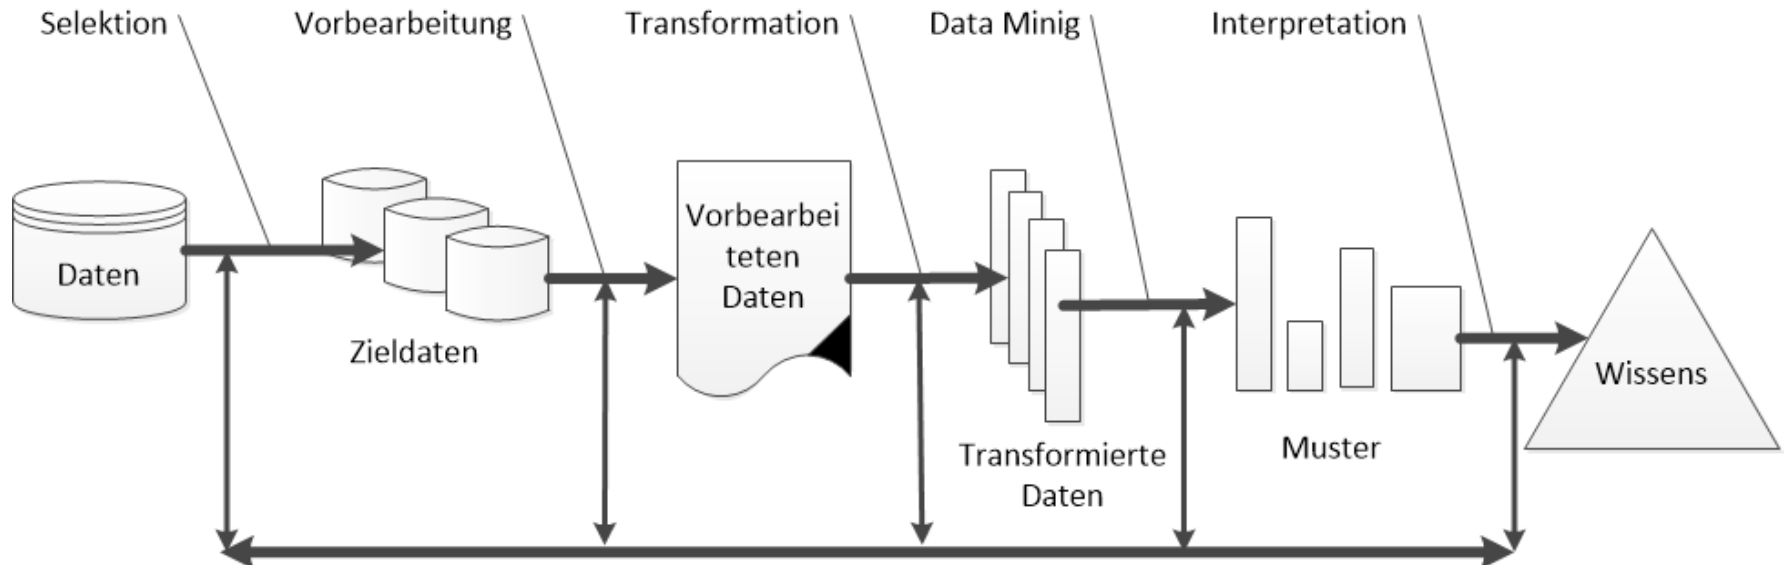 Selektion
Vorbearbeitung
Transformation
Data Minig
Interpretation
Daten
Zieldaten
Vorbearbei
teten
Daten
Transformierte
Daten
Muster
Wissens